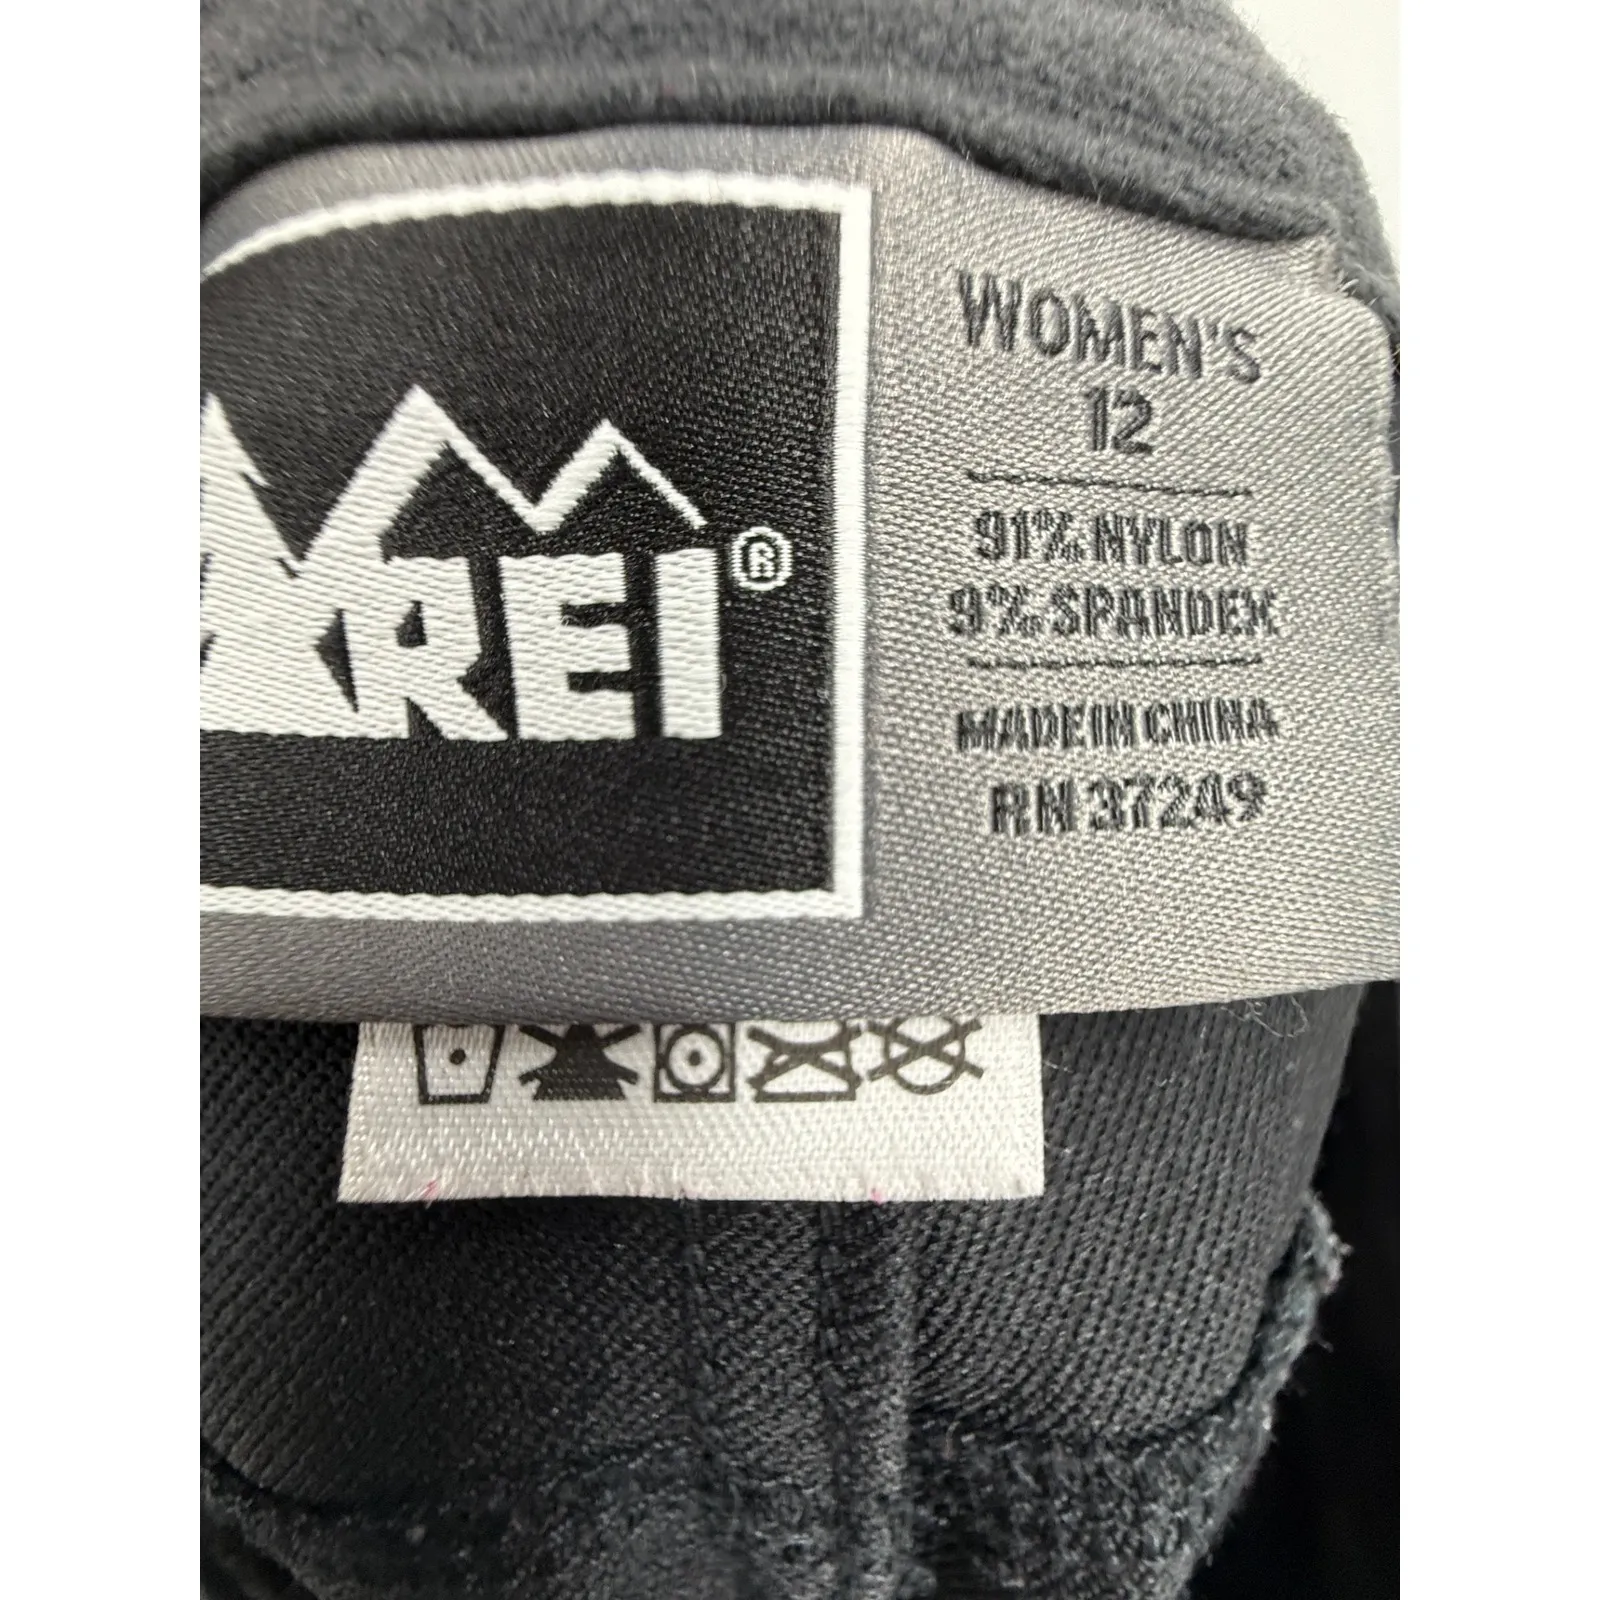 REI®
WOMEN'S
12
91% NYLON
9% SPANDEX
MADE IN CHINA
RN 37249